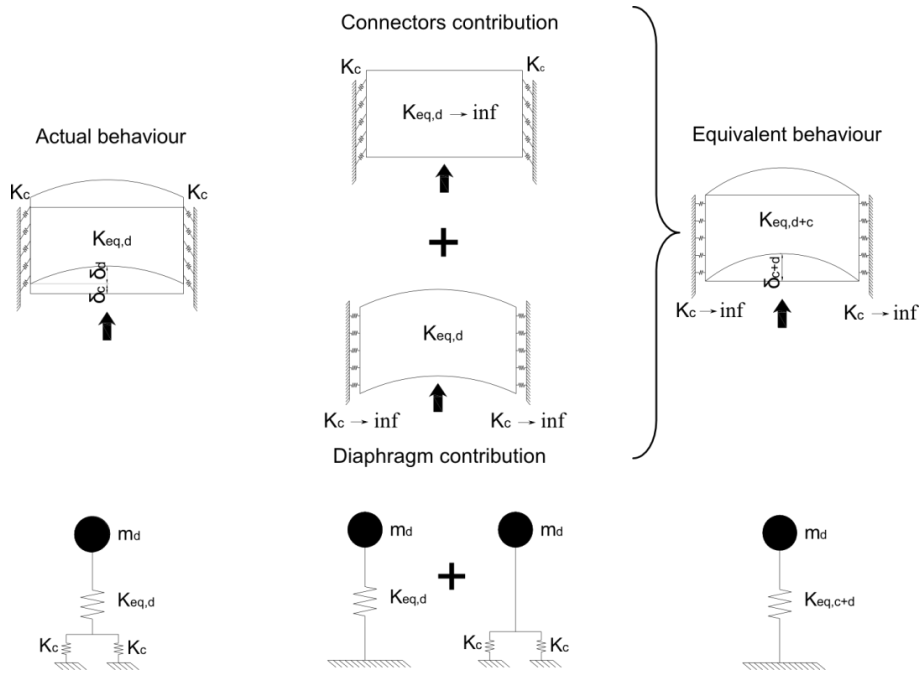 Connectors contribution
Kc
Kc
Keq,d → inf
Actual behaviour
Equivalent behaviour
Kc
Kc
Keq,d
δc δd
Keq,d+c
δc+d
Keq,d
Kc → inf
Kc → inf
Kc → inf
Kc → inf
Diaphragm contribution
md
md
md
md
Keq,d
Keq,d
Keq,c+d
Kc
Kc
Kc
Kc